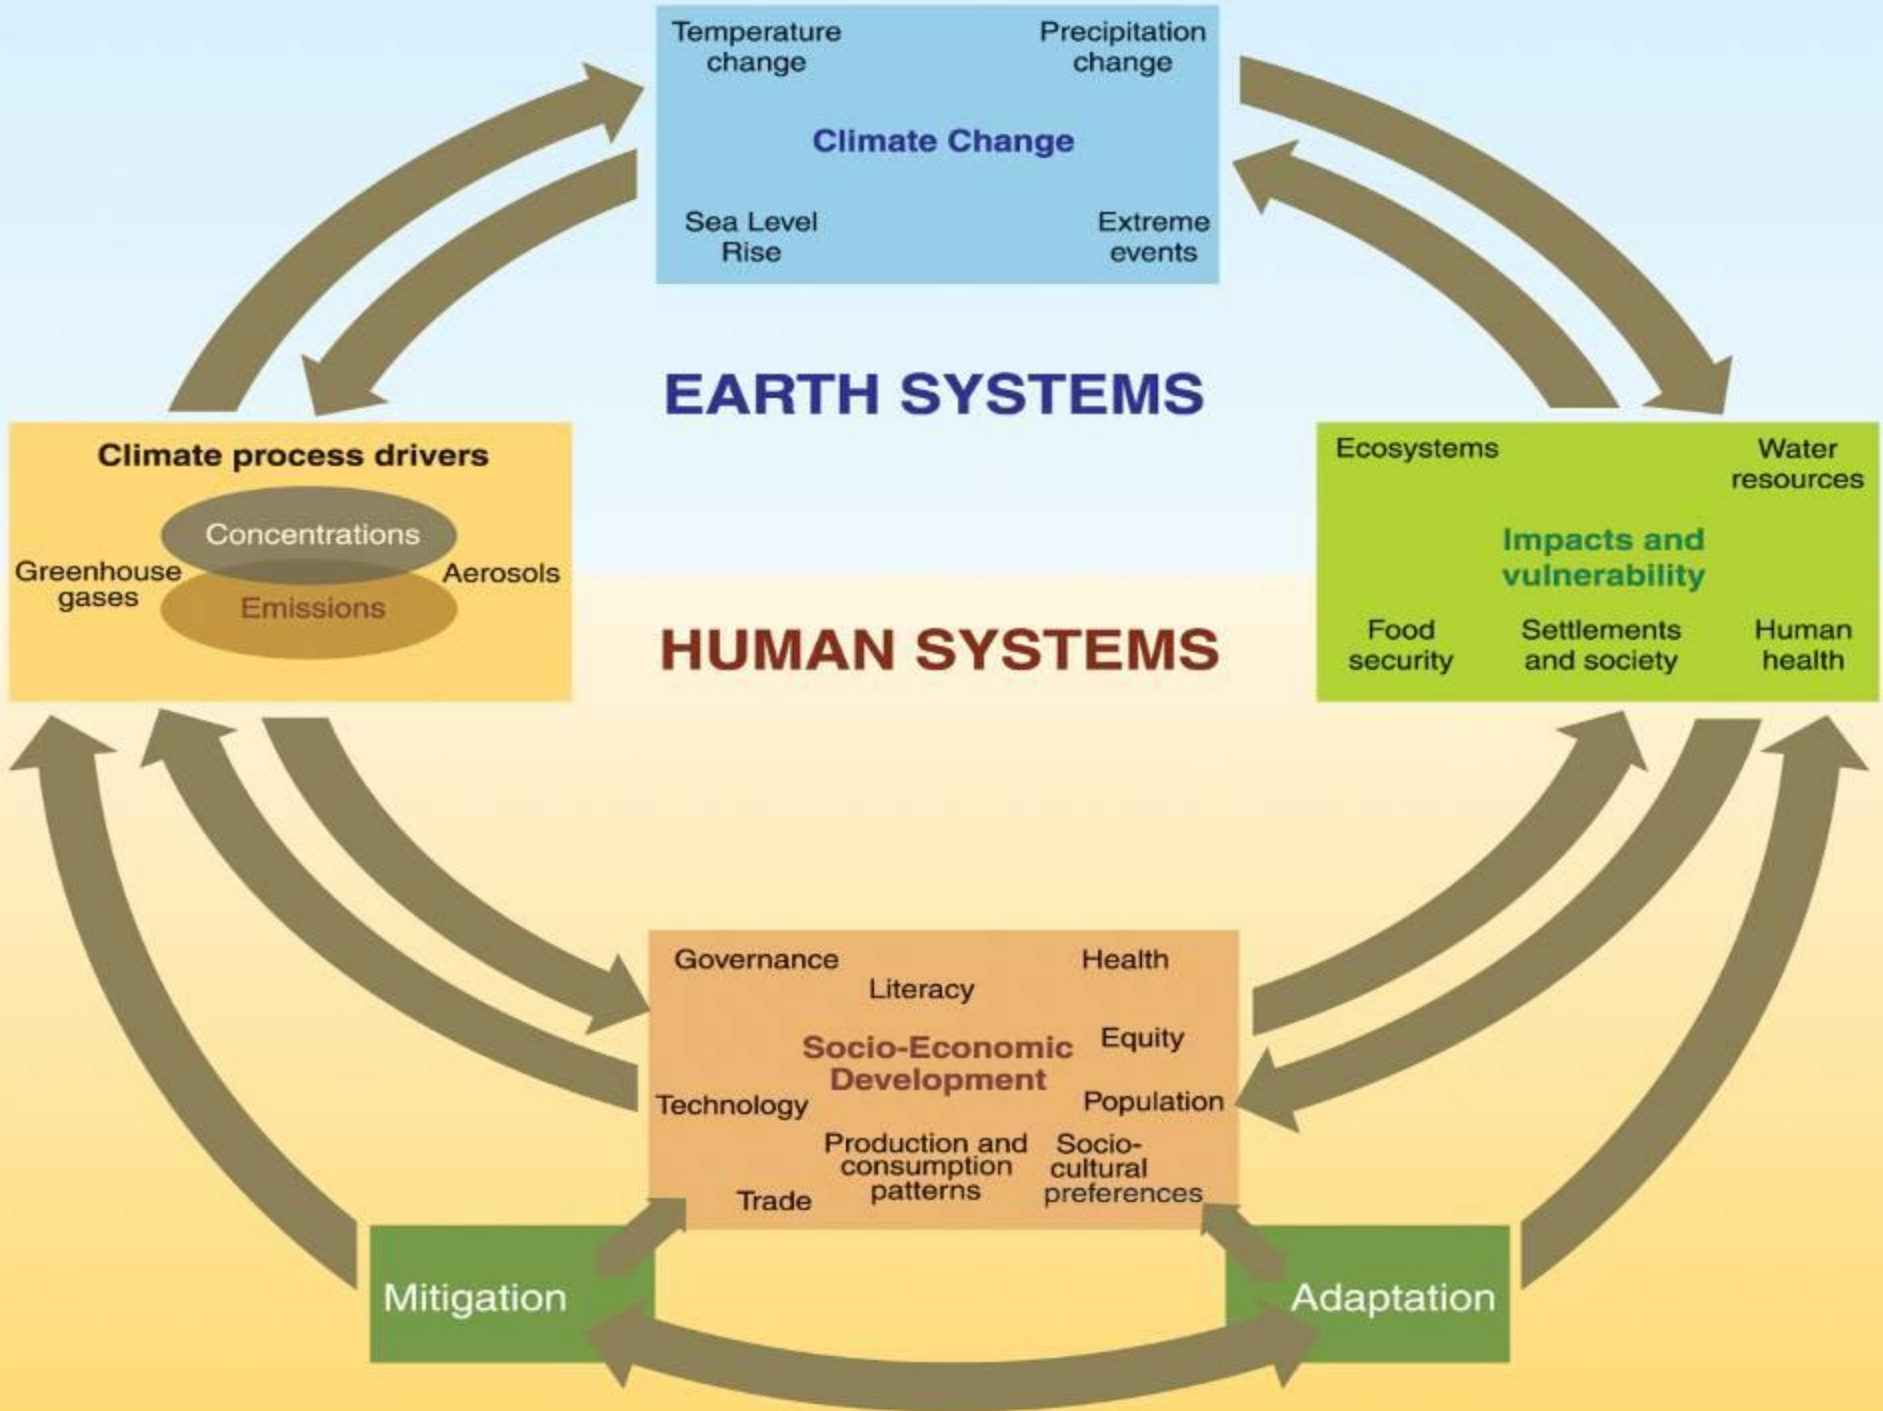 Temperature
change
Precipitation
change
Climate Change
Sea Level
Rise
Extreme
events
EARTH SYSTEMS
Climate process drivers
Concentrations
Greenhouse
gases
Aerosols
Emissions
Ecosystems
Water
resources
Impacts and
vulnerability
Food
security
Settlements
and society
Human
health
HUMAN SYSTEMS
Governance
Health
Literacy
Equity
Socio-Economic
Development
Technology
Population
Production and
consumption
patterns
Socio-
cultural
preferences
Trade
Mitigation
Adaptation